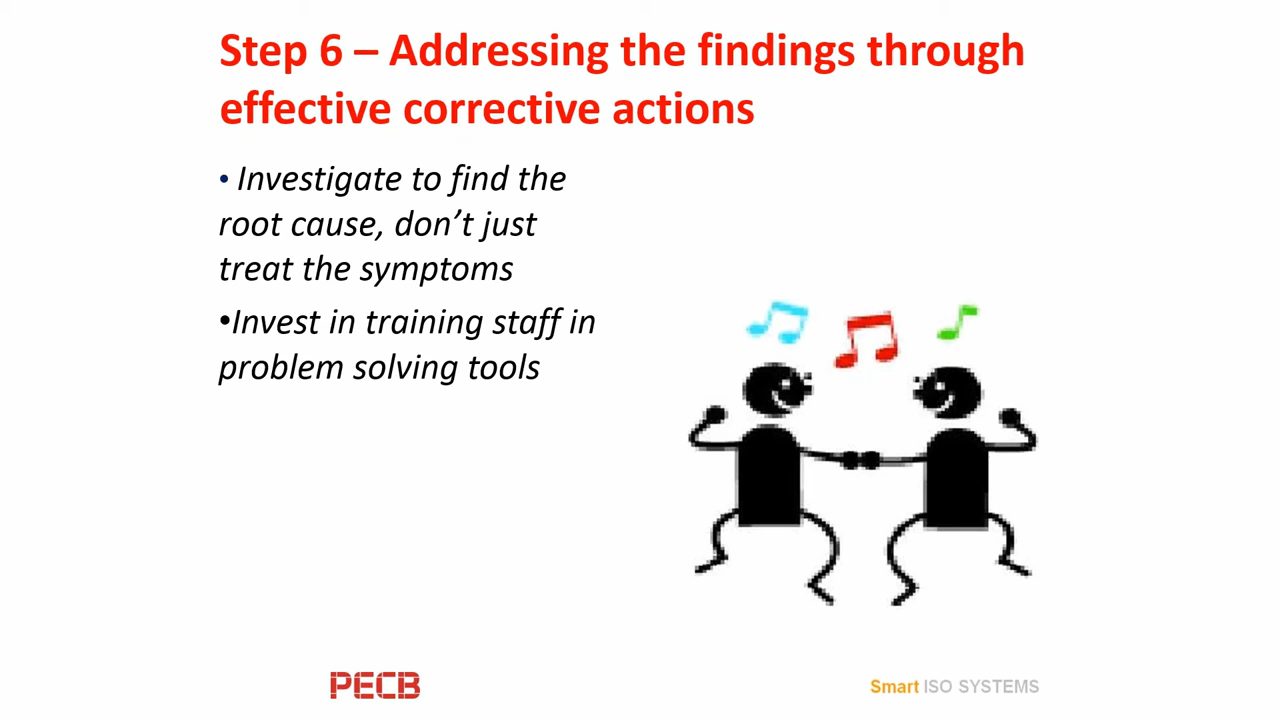 Step 6 – Addressing the findings through
effective corrective actions
• Investigate to find the
root cause, don’t just
treat the symptoms
•Invest in training staff in
problem solving tools
PECB
Smart ISO SYSTEMS